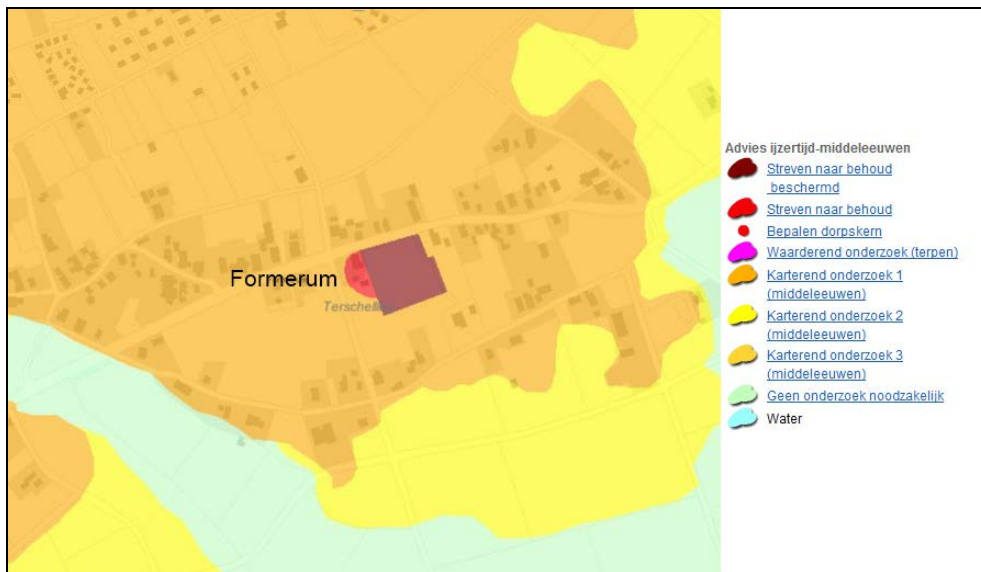 Formerum
Terschell
Advies ijzertijd-middeleeuwen
Streven naar behoud
beschermd
Streven naar behoud
Bepalen dorpskern
Waarderend onderzoek (terpen)
Karterend onderzoek 1
(middeleeuwen)
Karterend onderzoek 2
(middeleeuwen)
Karterend onderzoek 3
(middeleeuwen)
Geen onderzoek noodzakelijk
Water